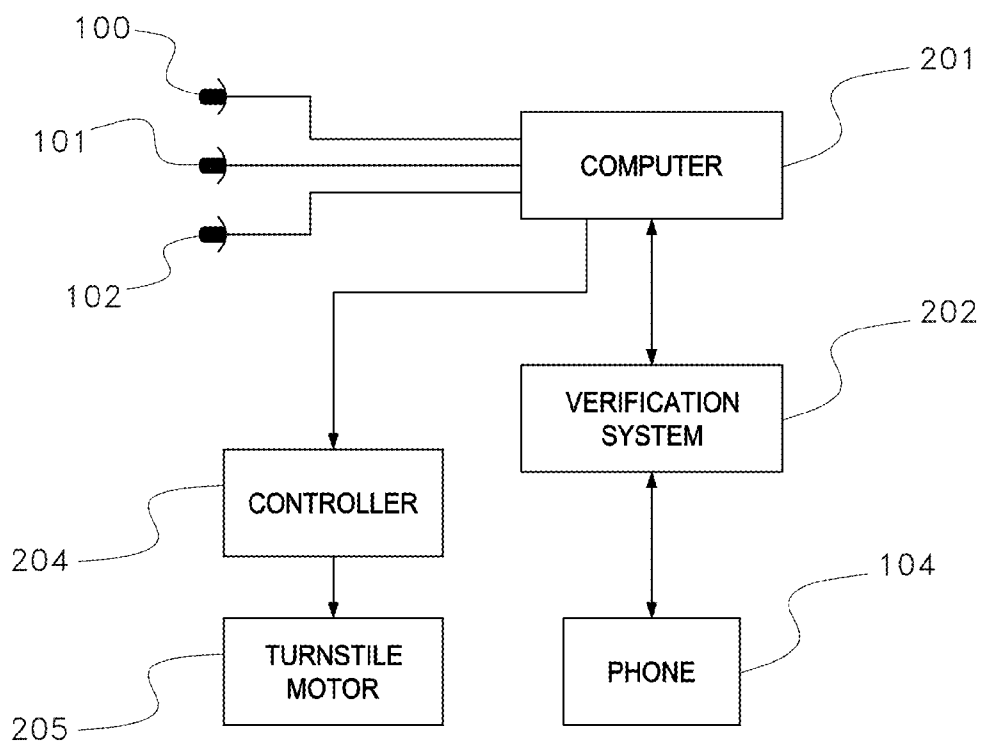 100
201
101
COMPUTER
102
202
VERIFICATION
SYSTEM
CONTROLLER
204
104
TURNSTILE
MOTOR
PHONE
205